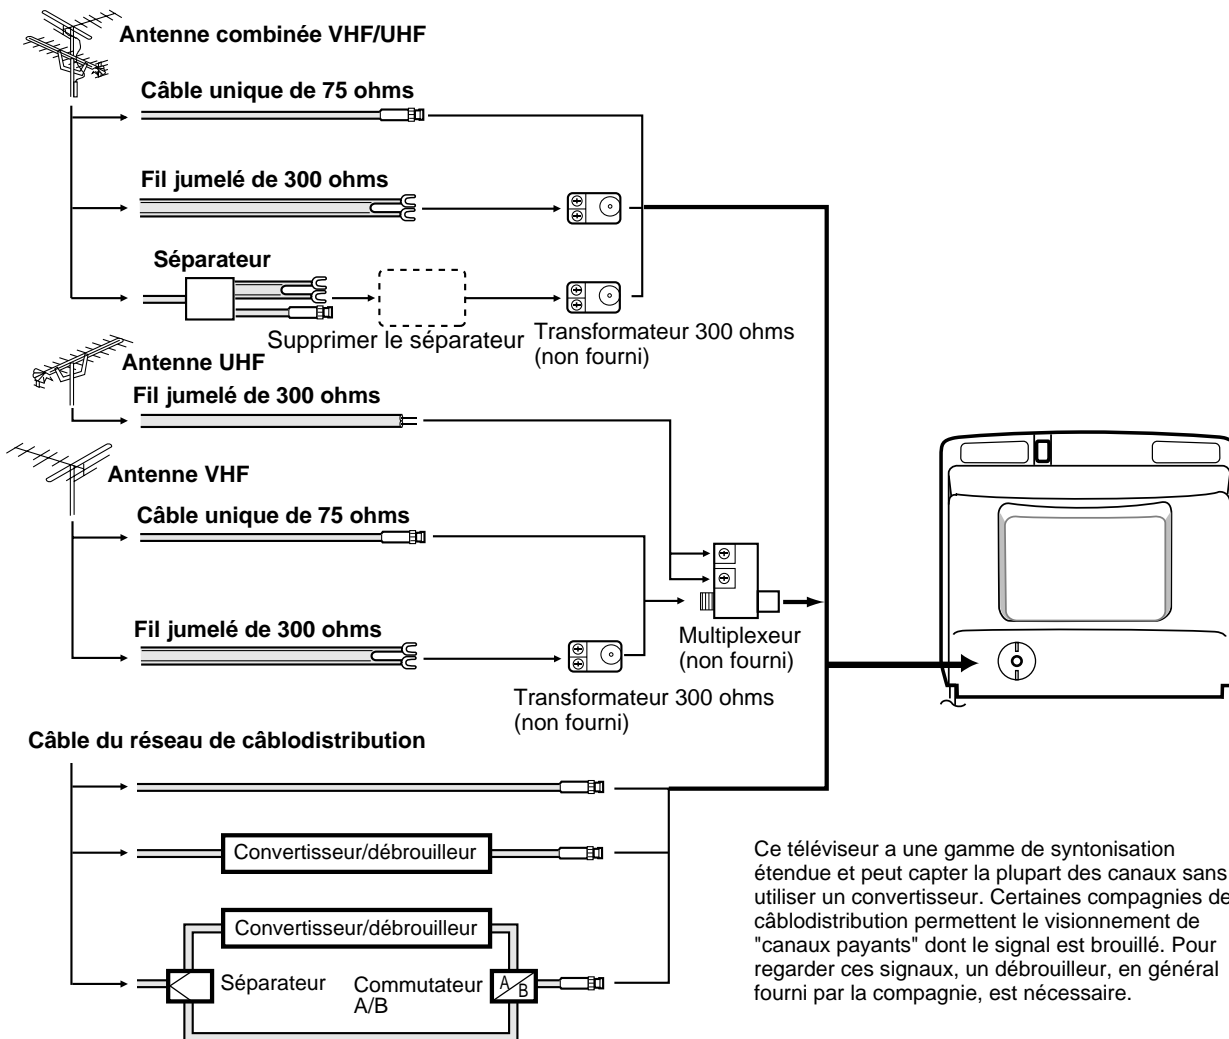 Antenne combinée VHF/UHF
Câble unique de 75 ohms
Fil jumelé de 300 ohms
Séparateur
Supprimer le séparateur
Transformateur 300 ohms
(non fourni)
Antenne UHF
Fil jumelé de 300 ohms
Antenne VHF
Câble unique de 75 ohms
Fil jumelé de 300 ohms
Multiplexeur
(non fourni)
Transformateur 300 ohms
(non fourni)
Câble du réseau de câblodistribution
Convertisseur/débrouilleur
Convertisseur/débrouilleur
Séparateur
Commutateur
A/B
A
B
Ce téléviseur a une gamme de syntonisation
étendue et peut capter la plupart des canaux sans
utiliser un convertisseur. Certaines compagnies de
câblodistribution permettent le visionnement de
"canaux payants" dont le signal est brouillé. Pour
regarder ces signaux, un débrouilleur, en général
fourni par la compagnie, est nécessaire.